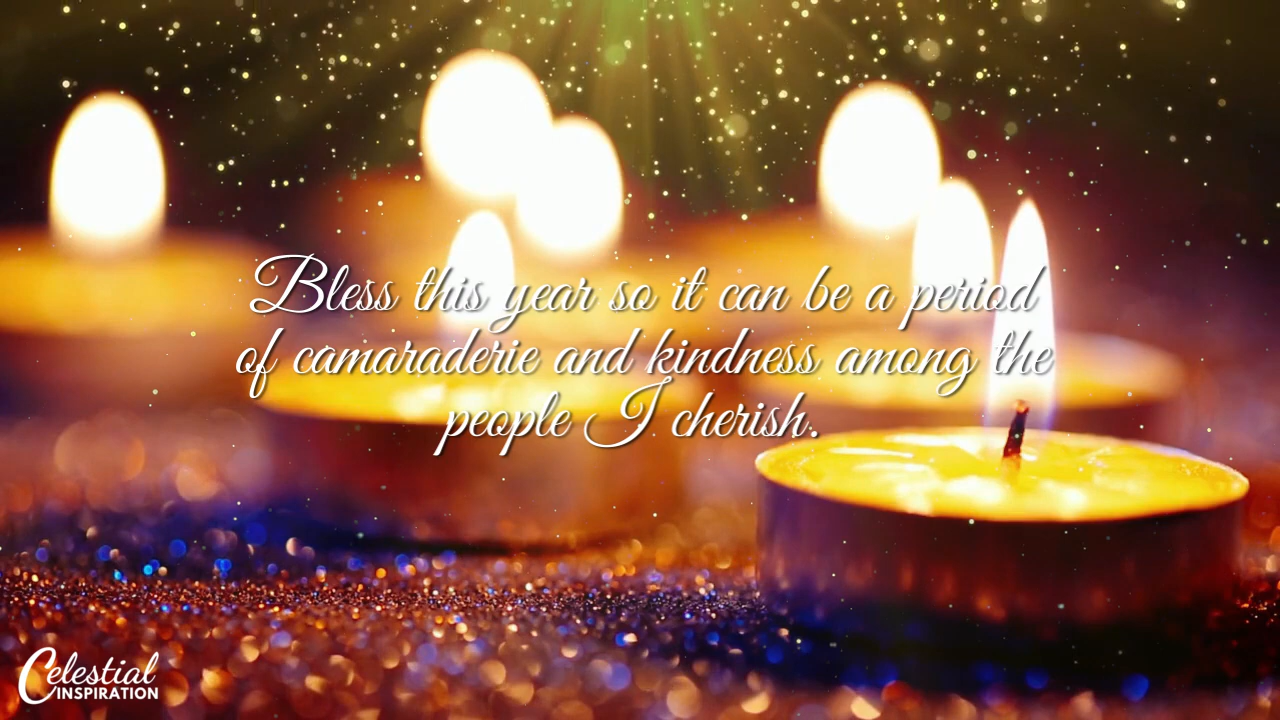 Bless this year so it can be a period
of camaraderie and kindness among the
people I cherish.
Celestial
INSPIRATION